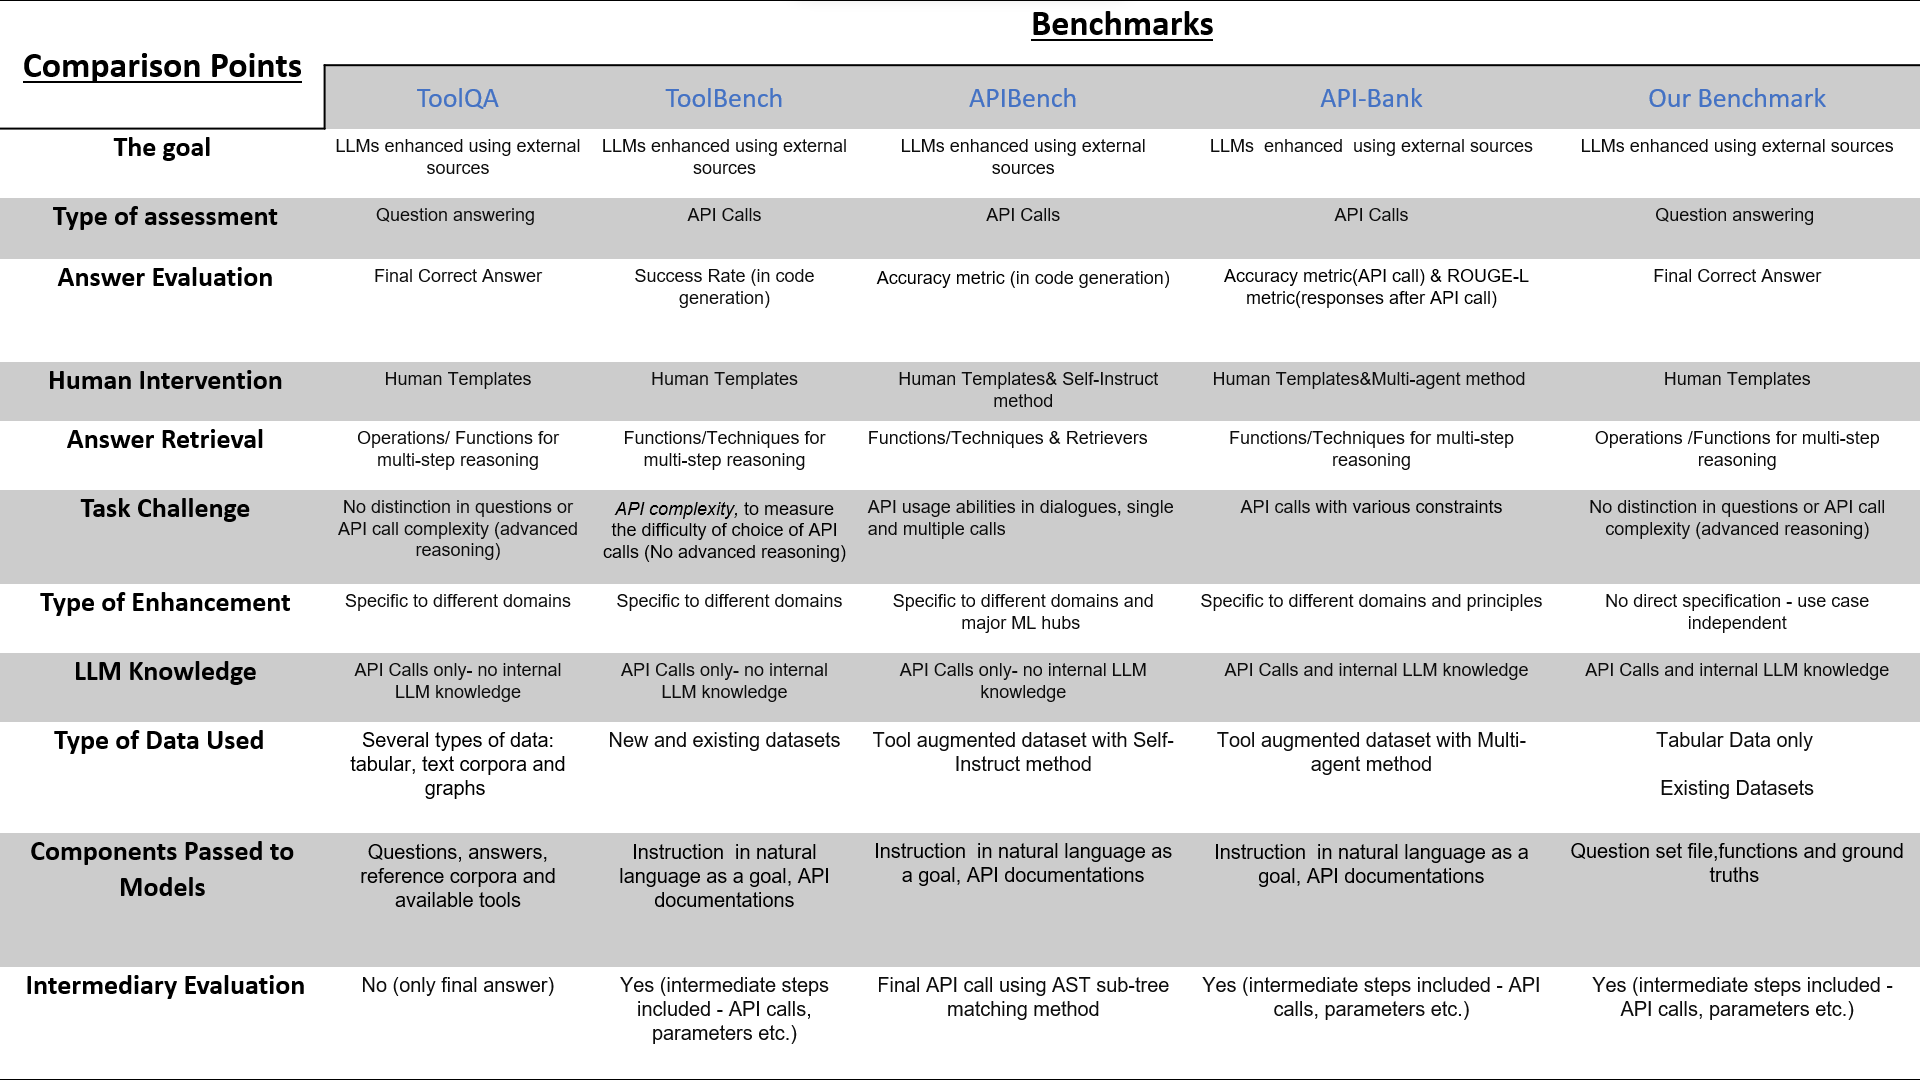 Benchmarks
Comparison Points
ToolQA
ToolBench
APIBench
API-Bank
Our Benchmark
The goal
LLMs enhanced using external
sources
LLMs enhanced using external
sources
LLMs enhanced using external
sources
LLMs  enhanced  using external sources
LLMs enhanced using external sources
Type of assessment
Question answering
API Calls
API Calls
API Calls
Question answering
Answer Evaluation
Final Correct Answer
Success Rate (in code
generation)
Accuracy metric (in code generation)
Accuracy metric(API call) & ROUGE-L
metric(responses after API call)
Final Correct Answer
Human Intervention
Human Templates
Human Templates
Human Templates& Self-Instruct
method
Human Templates&Multi-agent method
Human Templates
Answer Retrieval
Operations/ Functions for
multi-step reasoning
Functions/Techniques for
multi-step reasoning
Functions/Techniques & Retrievers
Functions/Techniques for multi-step
reasoning
Operations /Functions for multi-step
reasoning
Task Challenge
No distinction in questions or
API call complexity (advanced
reasoning)
API complexity, to measure
the difficulty of choice of API
calls (No advanced reasoning)
API usage abilities in dialogues, single
and multiple calls
API calls with various constraints
No distinction in questions or API call
complexity (advanced reasoning)
Type of Enhancement
Specific to different domains
Specific to different domains
Specific to different domains and
major ML hubs
Specific to different domains and principles
No direct specification - use case
independent
LLM Knowledge
API Calls only- no internal
LLM knowledge
API Calls only- no internal
LLM knowledge
API Calls only- no internal LLM
knowledge
API Calls and internal LLM knowledge
API Calls and internal LLM knowledge
Type of Data Used
Several types of data:
tabular, text corpora and
graphs
New and existing datasets
Tool augmented dataset with Self-
Instruct method
Tool augmented dataset with Multi-
agent method
Tabular Data only
Existing Datasets
Components Passed to
Models
Questions, answers,
reference corpora and
available tools
Instruction  in natural
language as a goal, API
documentations
Instruction  in natural language as
a goal, API documentations
Instruction  in natural language as a
goal, API documentations
Question set file,functions and ground
truths
Intermediary Evaluation
No (only final answer)
Yes (intermediate steps
included - API calls,
parameters etc.)
Final API call using AST sub-tree
matching method
Yes (intermediate steps included - API
calls, parameters etc.)
Yes (intermediate steps included -
API calls, parameters etc.)